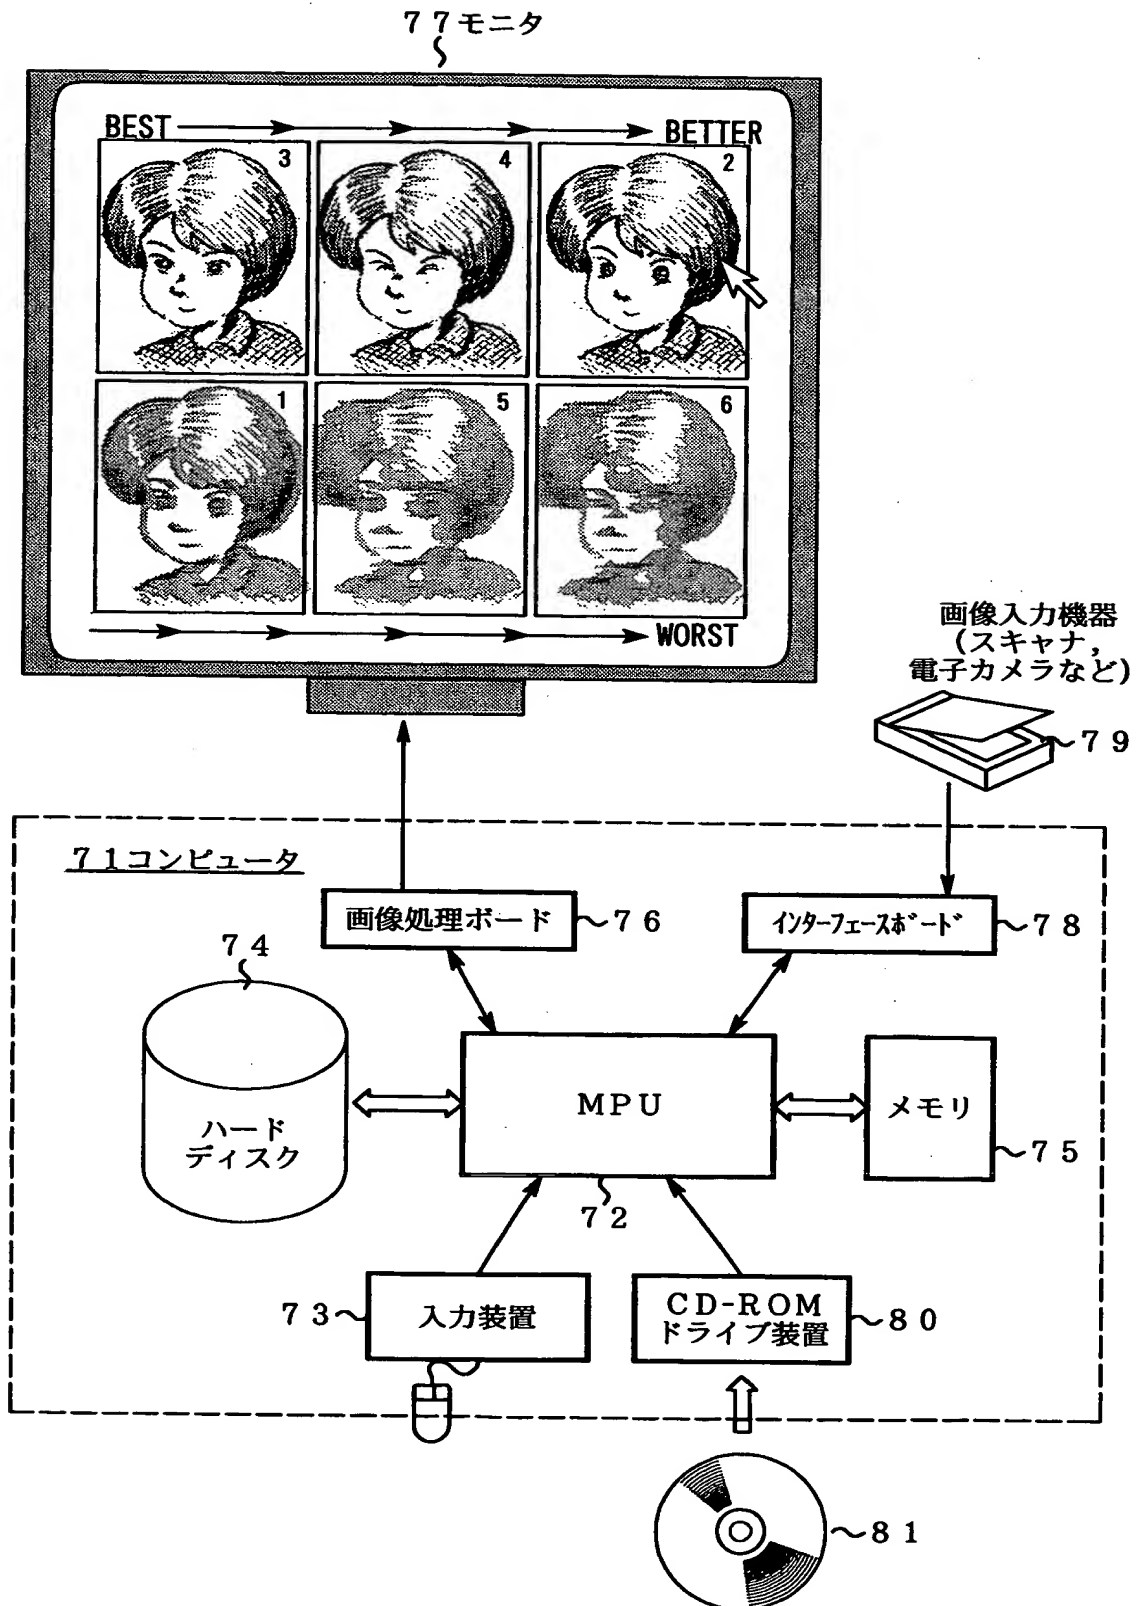 ７７モニタ
BEST
BETTER
3
4
2
1
5
6
WORST
画像入力機器
(スキャナ,
電子カメラなど)
７９
７１コンピュータ
画像処理ボード
７６
インターフェースボード
７８
７４
ハード
ディスク
MPU
７２
メモリ
７５
７３
入力装置
CD-ROM
ドライブ装置
８０
８１